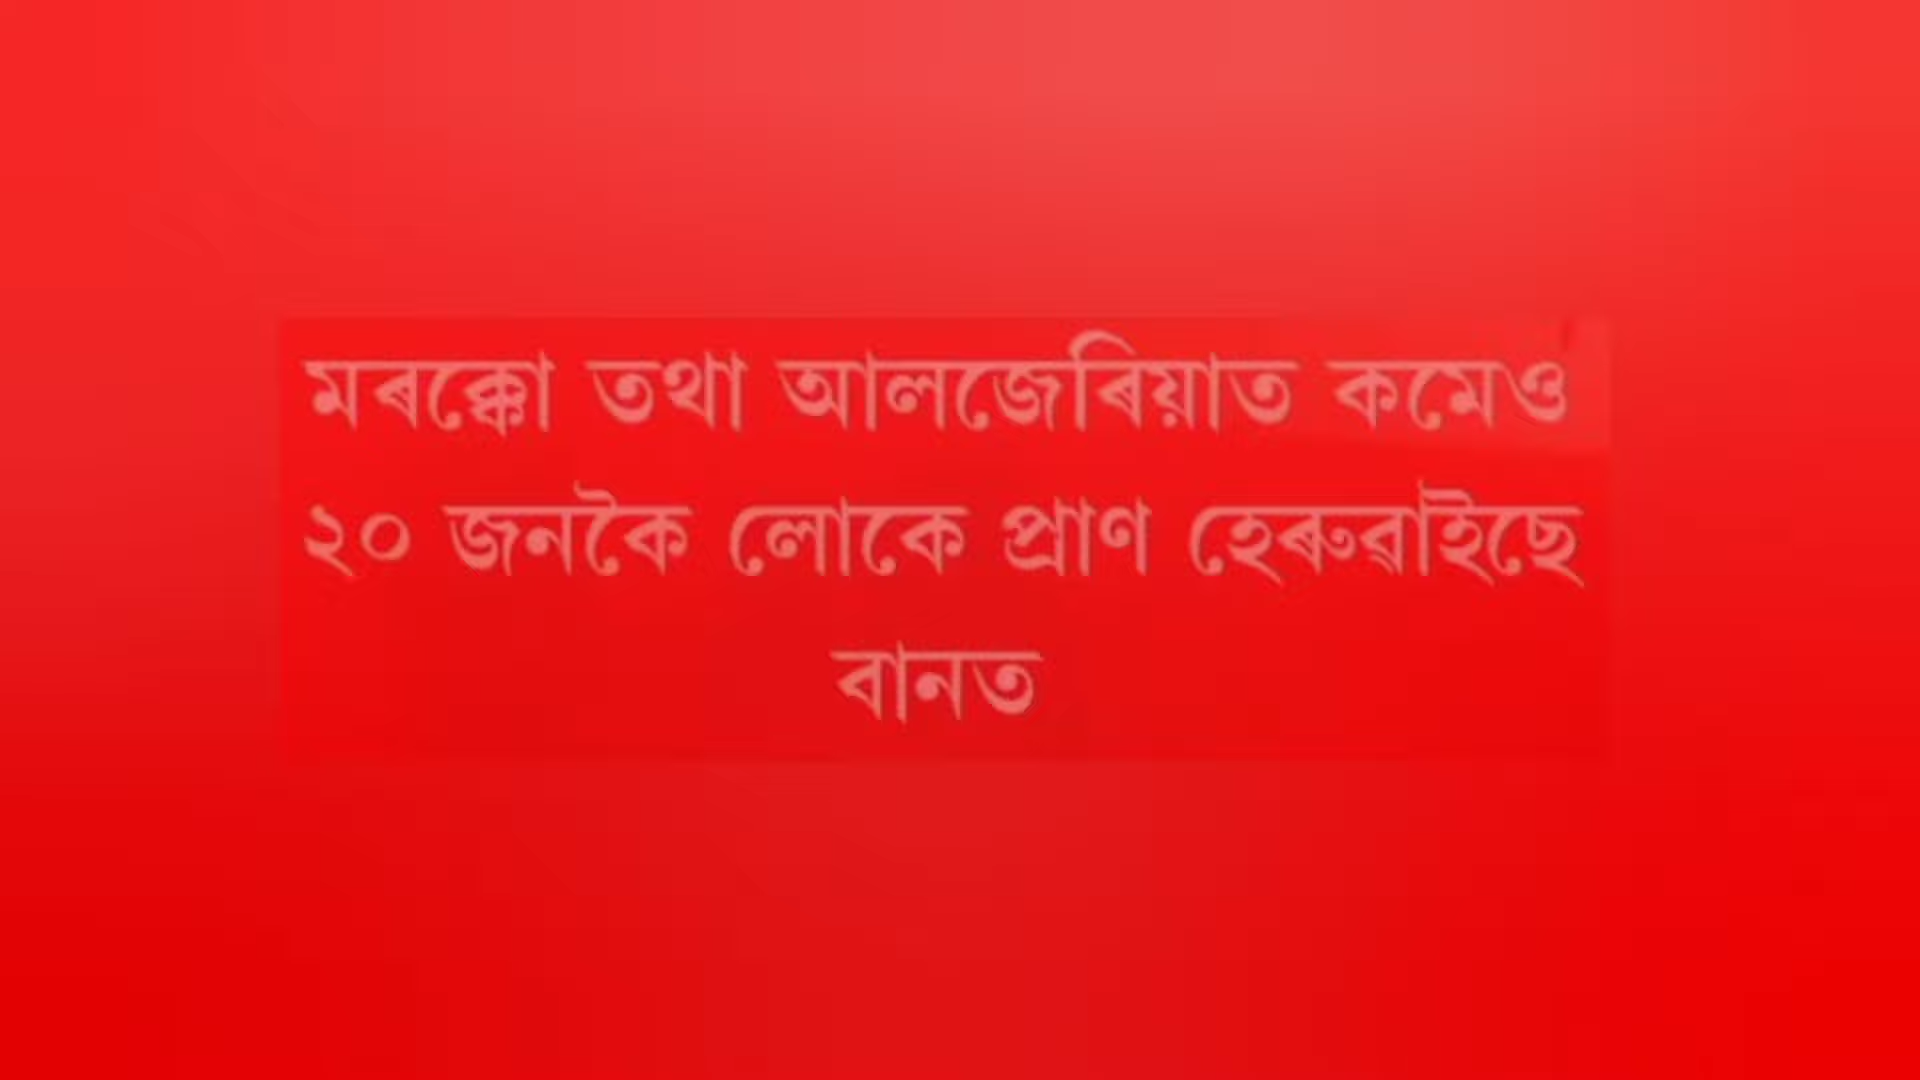 মৰক্কো তথা আলজেৰিয়াত কমেও
২০ জনকৈ লোকে প্ৰাণ হেৰুৱাইছে
বানত